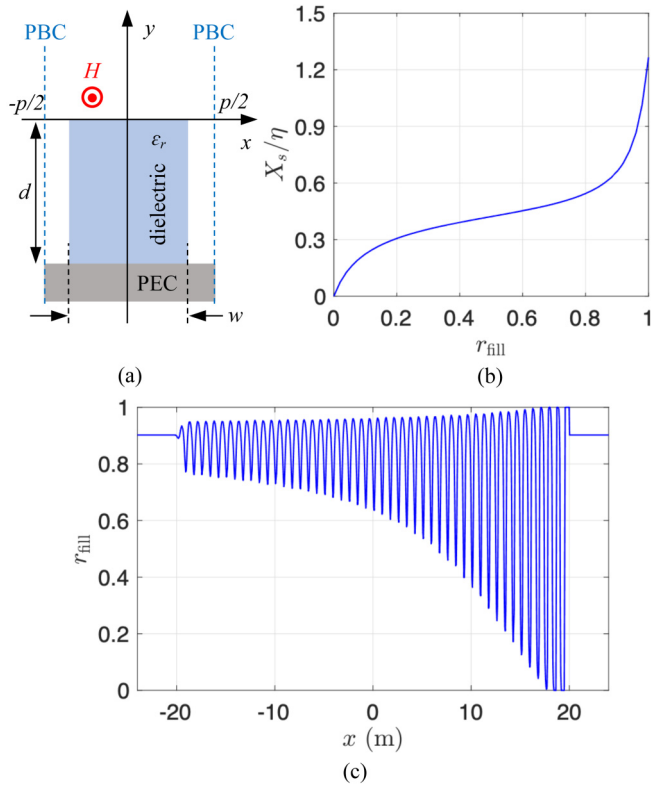 PBC
y
PBC
H
-p/2
p/2
x
εr
d
dielectric
PEC
w
(a)
(b)
1.5
1.2
0.9
0.6
0.3
0
Xs/η
0
0.2
0.4
0.6
0.8
1
rfill
(b)
1
0.8
0.6
0.4
0.2
0
rfill
-20
-10
0
10
20
x (m)
(c)